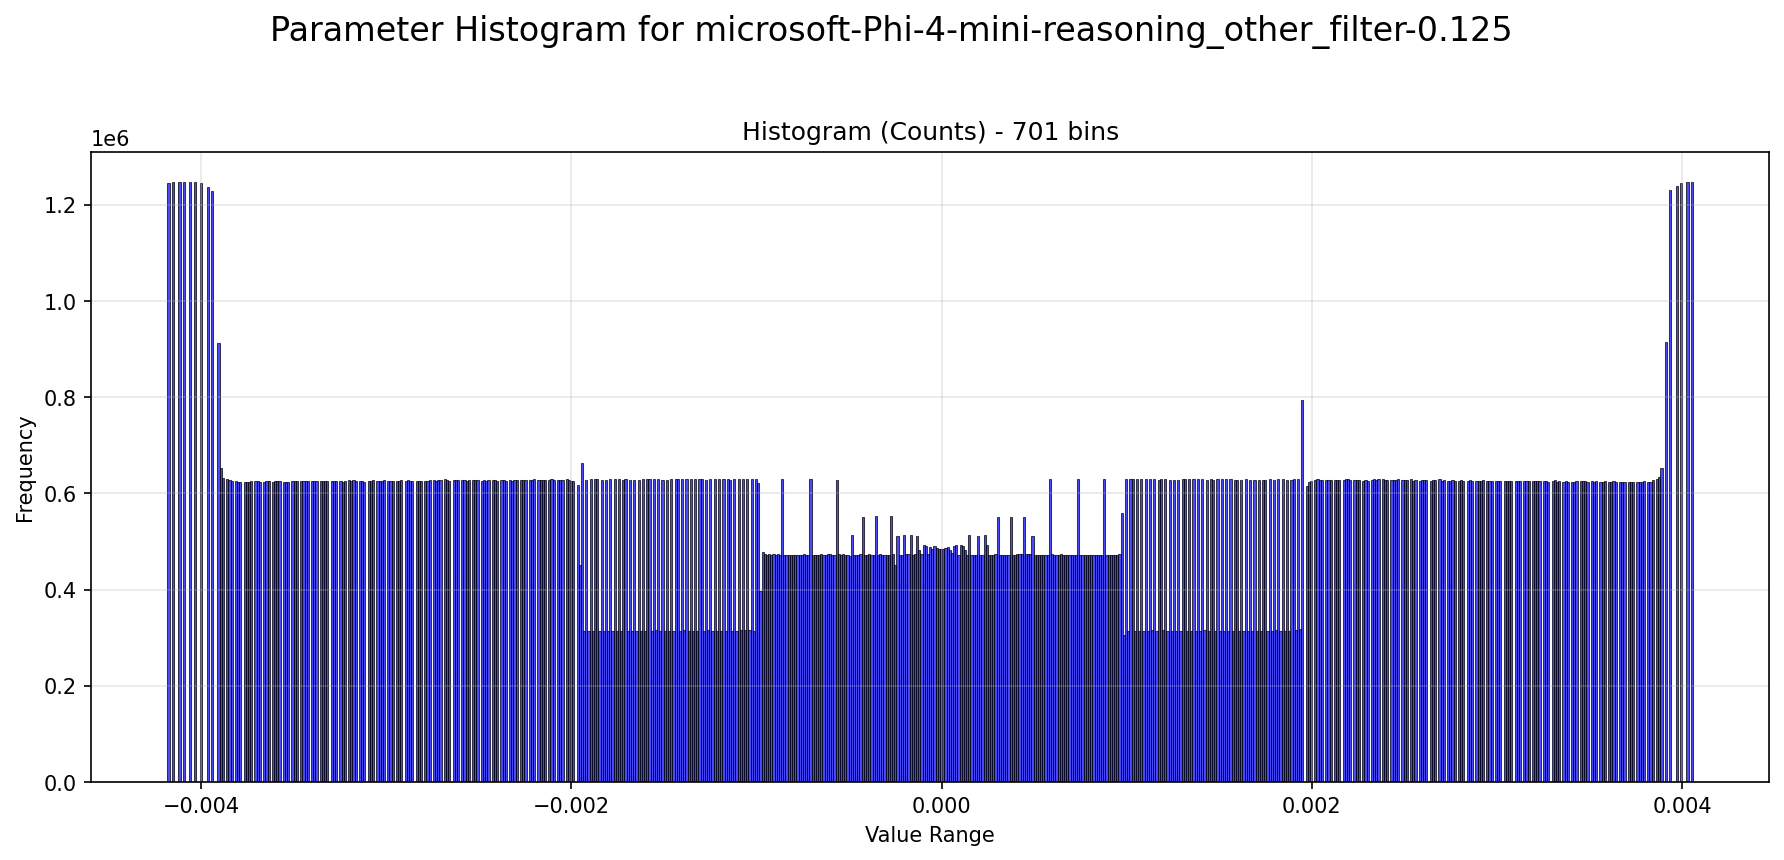 Parameter Histogram for microsoft-Phi-4-mini-reasoning_other_filter-0.125
Histogram (Counts) - 701 bins
1e6
1.2
1.0
0.8
0.6
0.4
0.2
0.0
Frequency
−0.004
−0.002
0.000
0.002
0.004
Value Range